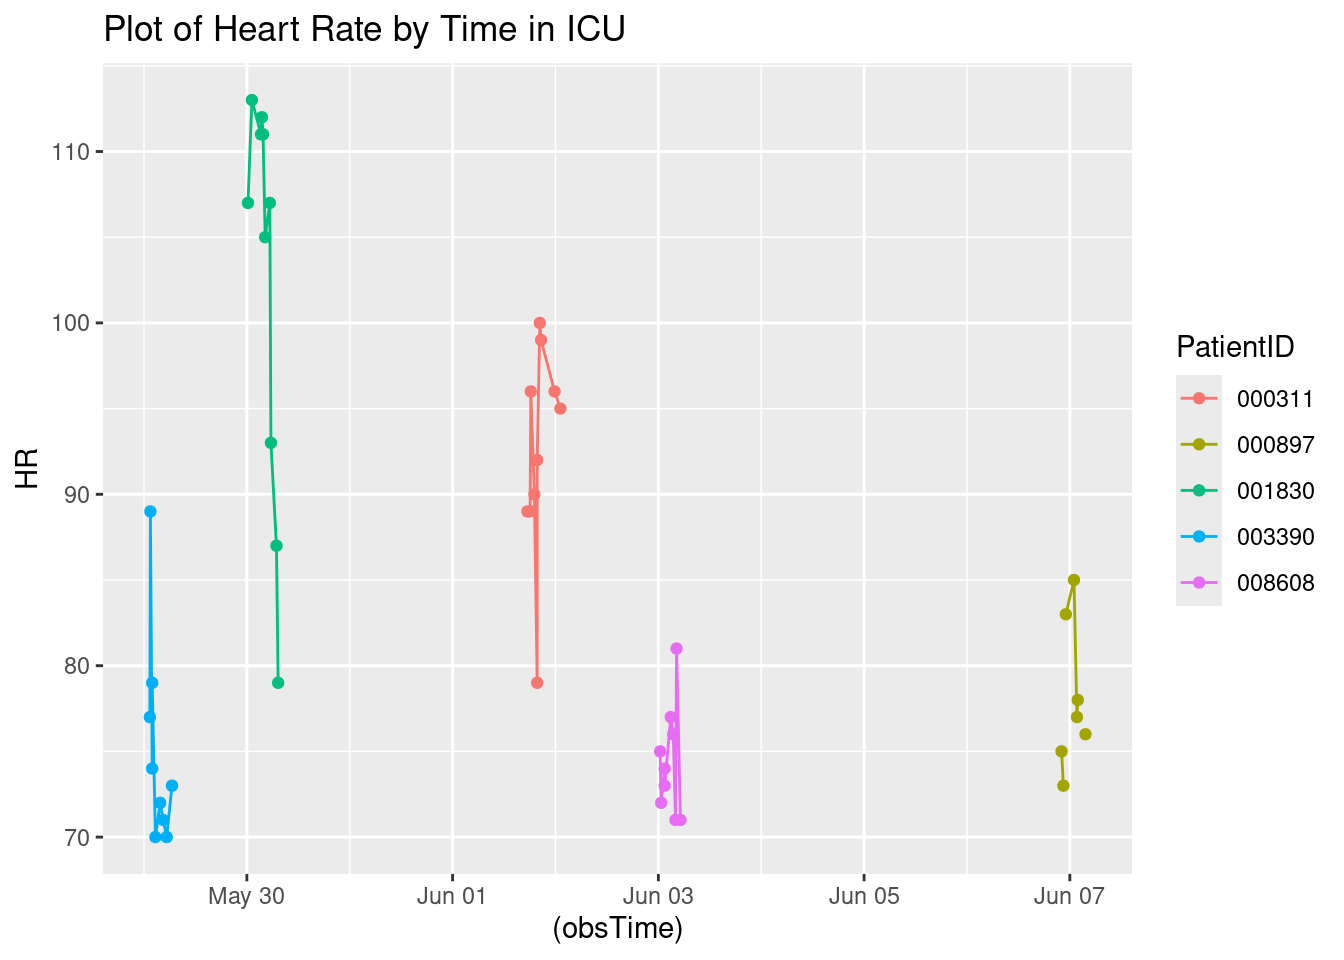 Plot of Heart Rate by Time in ICU
HR
110
100
90
80
70
May 30
Jun 01
Jun 03
Jun 05
Jun 07
(obsTime)
PatientID
000311
000897
001830
003390
008608